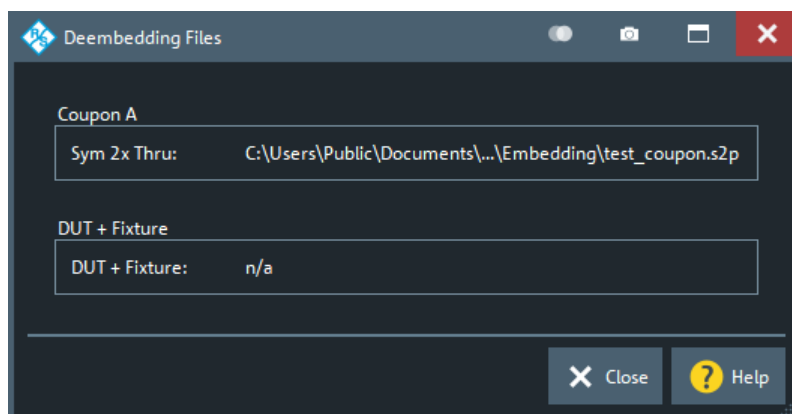 R&S Deembedding Files
Coupon A
Sym 2x Thru: C:\Users\Public\Documents\...\Embedding\test_coupon.s2p
DUT + Fixture
DUT + Fixture: n/a
Close ? Help